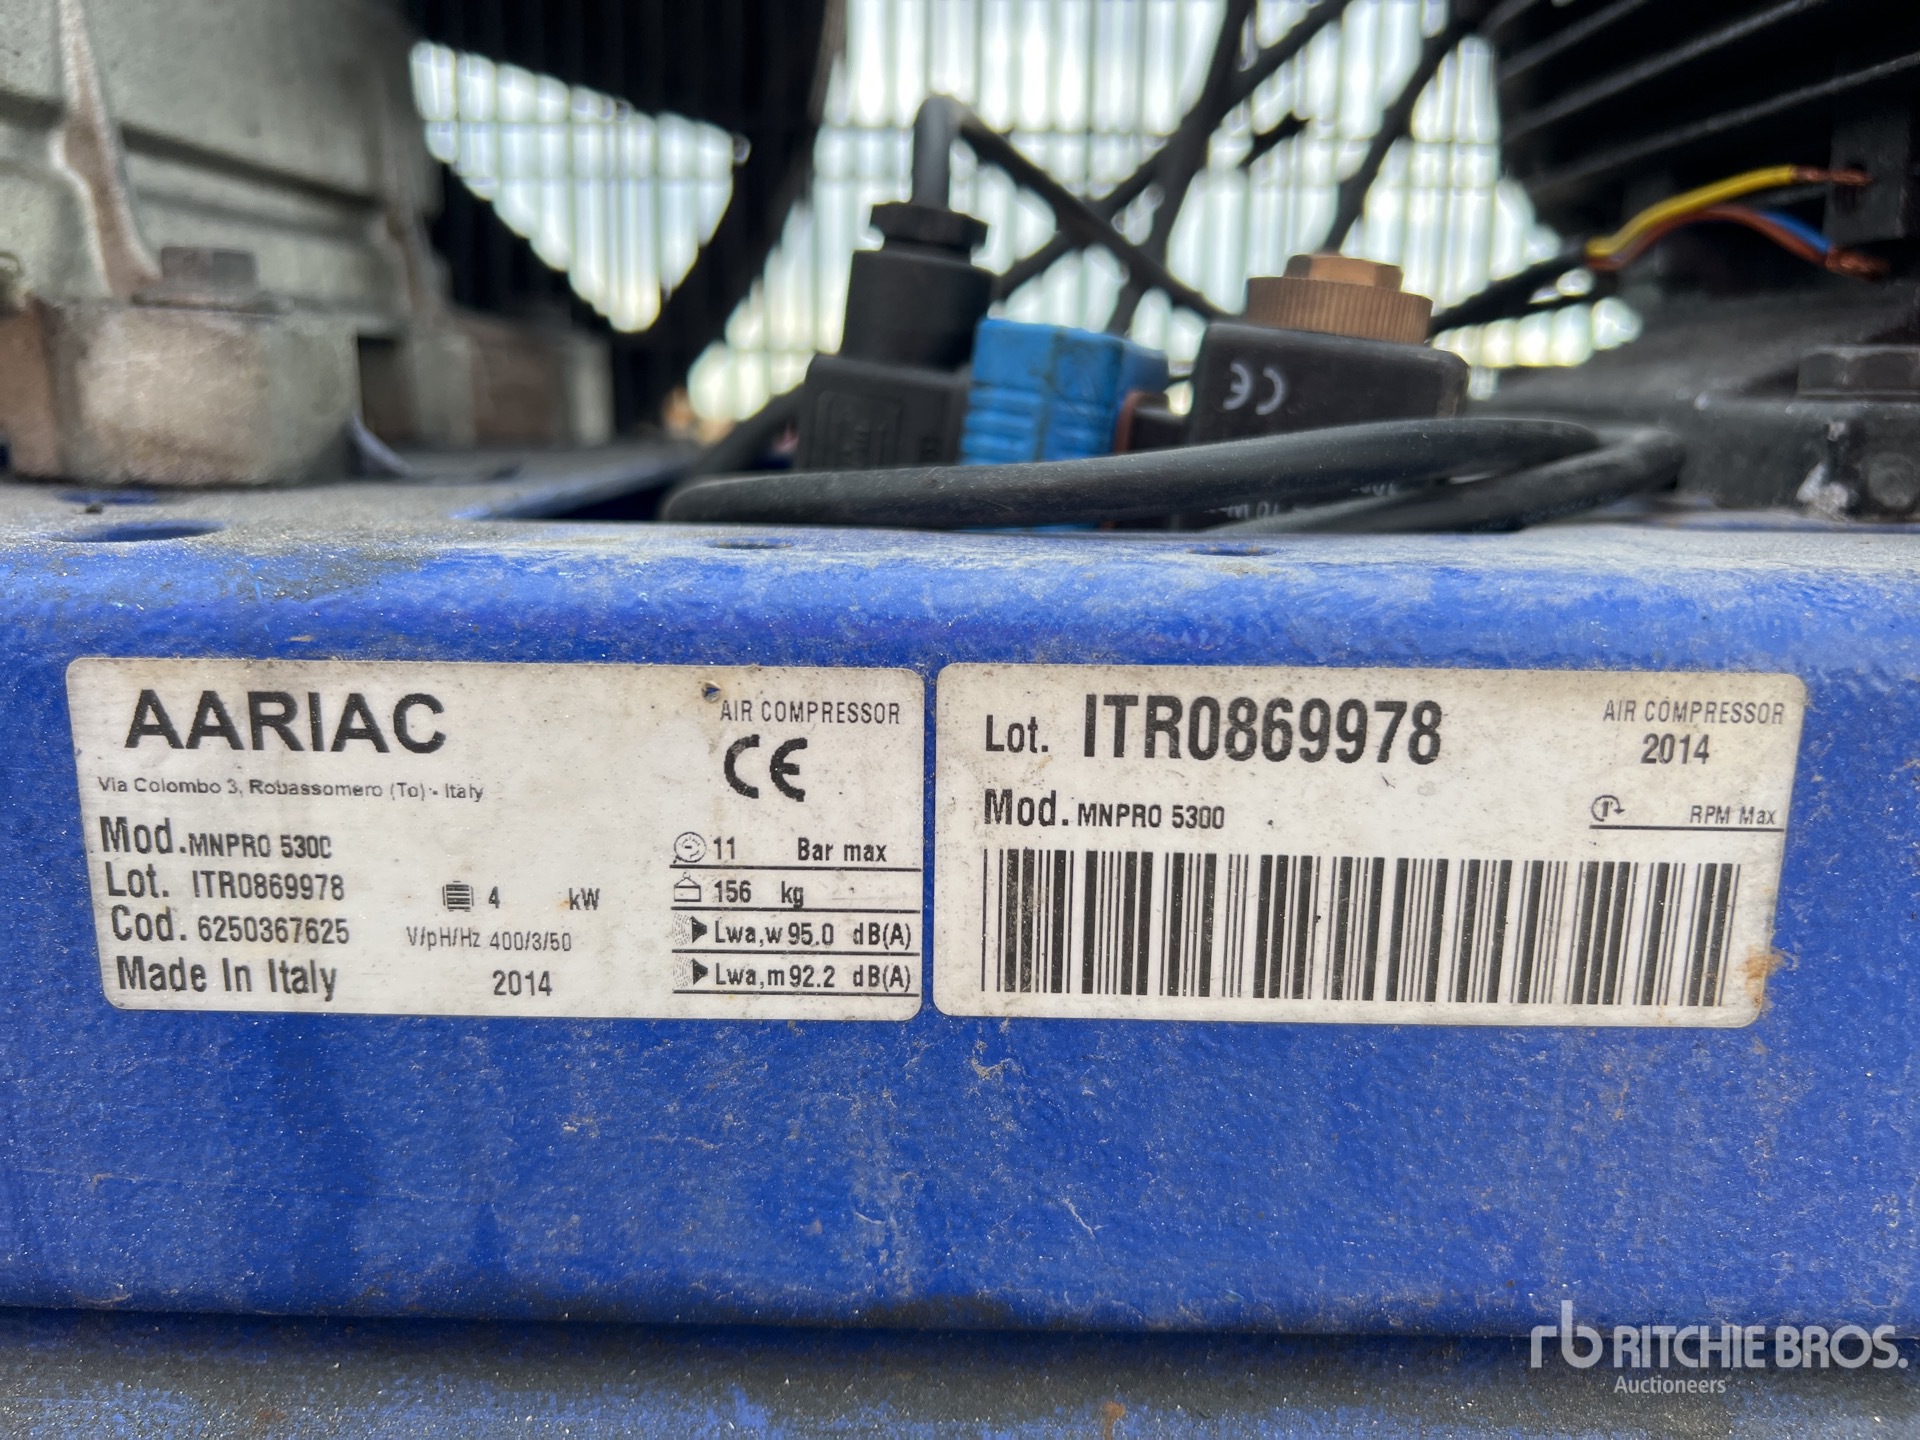 CE
AARIAC
Via Colombo 3, Robassomero (To) - Italy
AIR COMPRESSOR
CE
Mod. MNPRO 5300
Lot. ITR0869978
Cod. 6250367625
Made In Italy
4 kW
V/pH/Hz 400/3/50
2014
11 Bar max
156 kg
Lwa,w 95.0 dB(A)
Lwa,m 92.2 dB(A)
Lot. ITR0869978
AIR COMPRESSOR
2014
Mod. MNPRO 5300
RPM Max
rb RITCHIE BROS.
Auctioneers